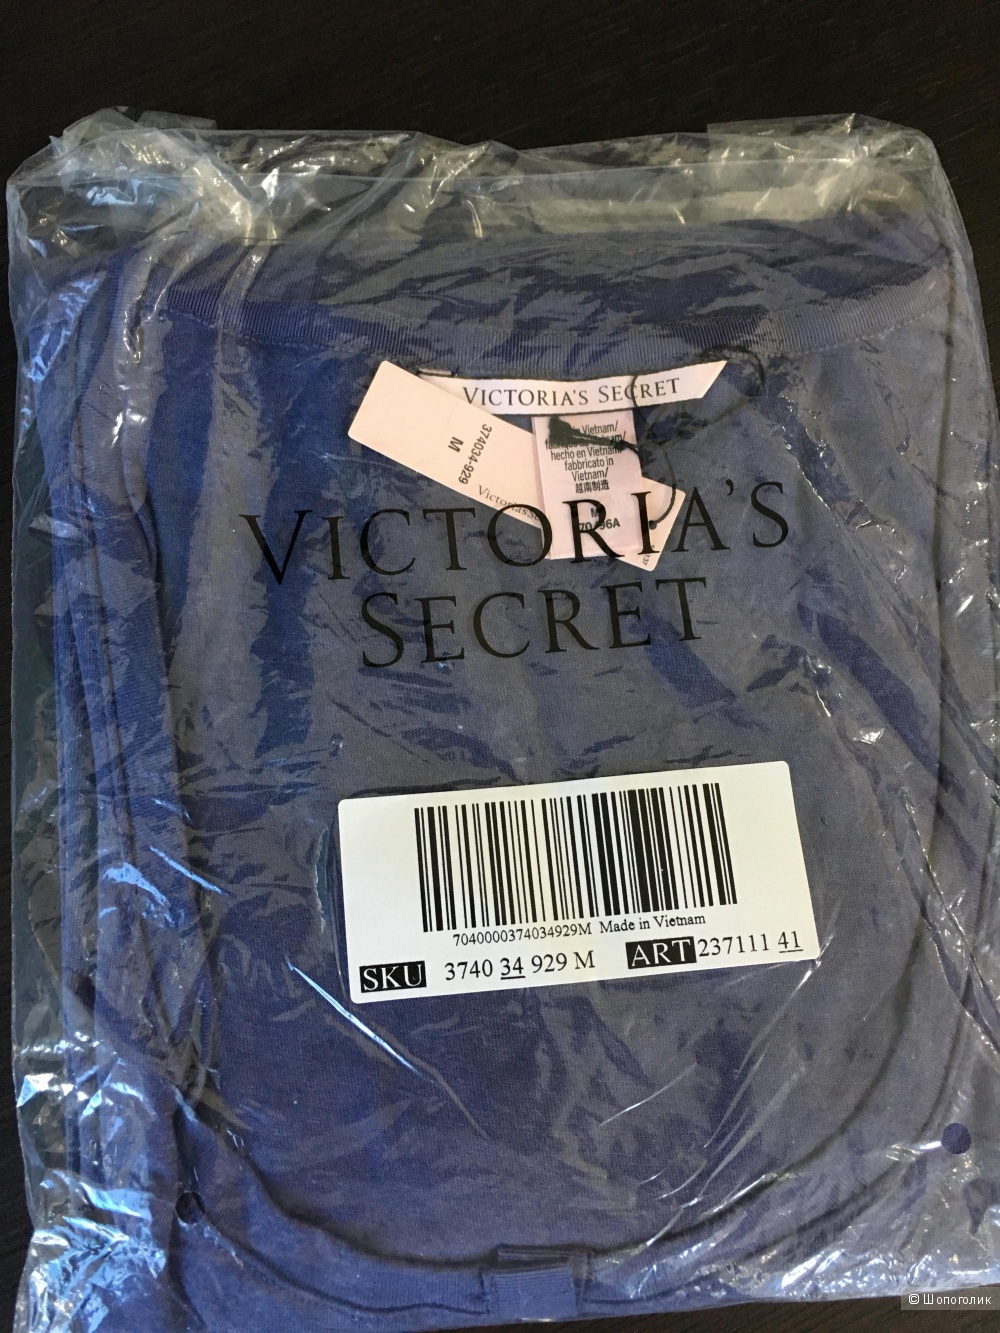 VICTORIA'S SECRET
374034-929
M
Vietnam/
hecho en Vietnam/
fabbricato in
Vietnam/
越南制造
M
VICTORIA'S
SECRET
7040000374034929M Made in Vietnam
SKU 3740 34 929 M ART 237111 41
© Шопоголик